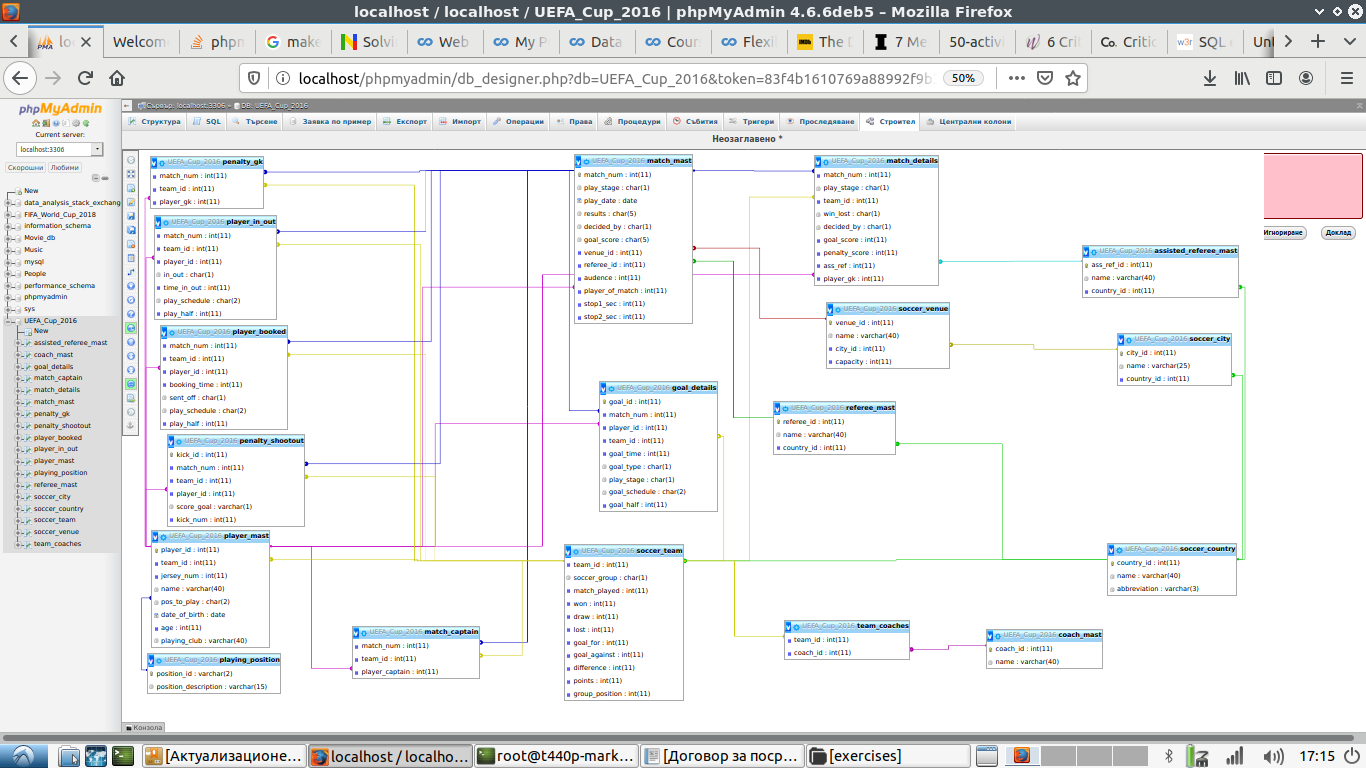 localhost / localhost / UEFA_Cup_2016 | phpMyAdmin 4.6.6deb5 – Mozilla Firefox
Welcome
phpm
make
Solvin
Web
My P
Data
Cour
Flexi
The D
7 Me
50-activi
6 Crit
Critic
SQL
localhost/phpmyadmin/db_designer.php?db=UEFA_Cup_2016&token=83f4b1610769a88992f9b
50%
phpMyAdmin
Current server:
localhost:3306
Скорошни
Любими
New
data_analysis_stack_exchang
FIFA_World_Cup_2018
information_schema
Movie_db
Music
mysql
People
performance_schema
phpmyadmin
sys
UEFA_Cup_2016
New
assisted_referee_mast
coach_mast
goal_details
match_captain
match_details
match_mast
penalty_gk
penalty_shootout
player_booked
player_in_out
player_mast
playing_position
referee_mast
soccer_city
soccer_country
soccer_team
soccer_venue
team_coaches
Сървър: localhost:3306 » DB: UEFA_Cup_2016
Структура
SQL
Търсене
Заявка по пример
Експорт
Импорт
Операции
Права
Процедури
Събития
Тригери
Проследяване
Строител
Централни колони
Неозаглавено *
UEFA_Cup_2016 penalty_gk
match_num : int(11)
team_id : int(11)
player_gk : int(11)
UEFA_Cup_2016 player_in_out
match_num : int(11)
team_id : int(11)
player_id : int(11)
in_out : char(1)
time_in_out : int(11)
play_schedule : char(2)
play_half : int(11)
UEFA_Cup_2016 player_booked
match_num : int(11)
team_id : int(11)
player_id : int(11)
booking_time : int(11)
sent_off : char(1)
play_schedule : char(2)
play_half : int(11)
UEFA_Cup_2016 penalty_shootout
kick_id : int(11)
match_num : int(11)
team_id : int(11)
player_id : int(11)
score_goal : varchar(1)
kick_num : int(11)
UEFA_Cup_2016 player_mast
player_id : int(11)
team_id : int(11)
jersey_num : int(11)
name : varchar(40)
pos_to_play : char(2)
date_of_birth : date
age : int(11)
playing_club : varchar(40)
UEFA_Cup_2016 playing_position
position_id : varchar(2)
position_description : varchar(15)
UEFA_Cup_2016 match_captain
match_num : int(11)
team_id : int(11)
player_captain : int(11)
UEFA_Cup_2016 match_mast
match_num : int(11)
play_stage : char(1)
play_date : date
results : char(5)
decided_by : char(1)
goal_score : char(5)
venue_id : int(11)
referee_id : int(11)
audence : int(11)
player_of_match : int(11)
stop1_sec : int(11)
stop2_sec : int(11)
UEFA_Cup_2016 goal_details
goal_id : int(11)
match_num : int(11)
player_id : int(11)
team_id : int(11)
goal_time : int(11)
goal_type : char(1)
play_stage : char(1)
goal_schedule : char(2)
goal_half : int(11)
UEFA_Cup_2016 soccer_team
team_id : int(11)
soccer_group : char(1)
match_played : int(11)
won : int(11)
draw : int(11)
lost : int(11)
goal_for : int(11)
goal_against : int(11)
difference : int(11)
points : int(11)
group_position : int(11)
UEFA_Cup_2016 match_details
match_num : int(11)
play_stage : char(1)
team_id : int(11)
win_lost : char(1)
decided_by : char(1)
goal_score : int(11)
penalty_score : int(11)
ass_ref : int(11)
player_gk : int(11)
UEFA_Cup_2016 soccer_venue
venue_id : int(11)
name : varchar(40)
city_id : int(11)
capacity : int(11)
UEFA_Cup_2016 referee_mast
referee_id : int(11)
name : varchar(40)
country_id : int(11)
UEFA_Cup_2016 team_coaches
team_id : int(11)
coach_id : int(11)
UEFA_Cup_2016 assisted_referee_mast
ass_ref_id : int(11)
name : varchar(40)
country_id : int(11)
UEFA_Cup_2016 soccer_city
city_id : int(11)
name : varchar(25)
country_id : int(11)
UEFA_Cup_2016 soccer_country
country_id : int(11)
name : varchar(40)
abbreviation : varchar(3)
UEFA_Cup_2016 coach_mast
coach_id : int(11)
name : varchar(40)
Игнориране
Доклад
Конзола
[Актуализационе...
localhost / localho...
root@t440p-mark...
[Договор за поср...
[exercises]
17:15